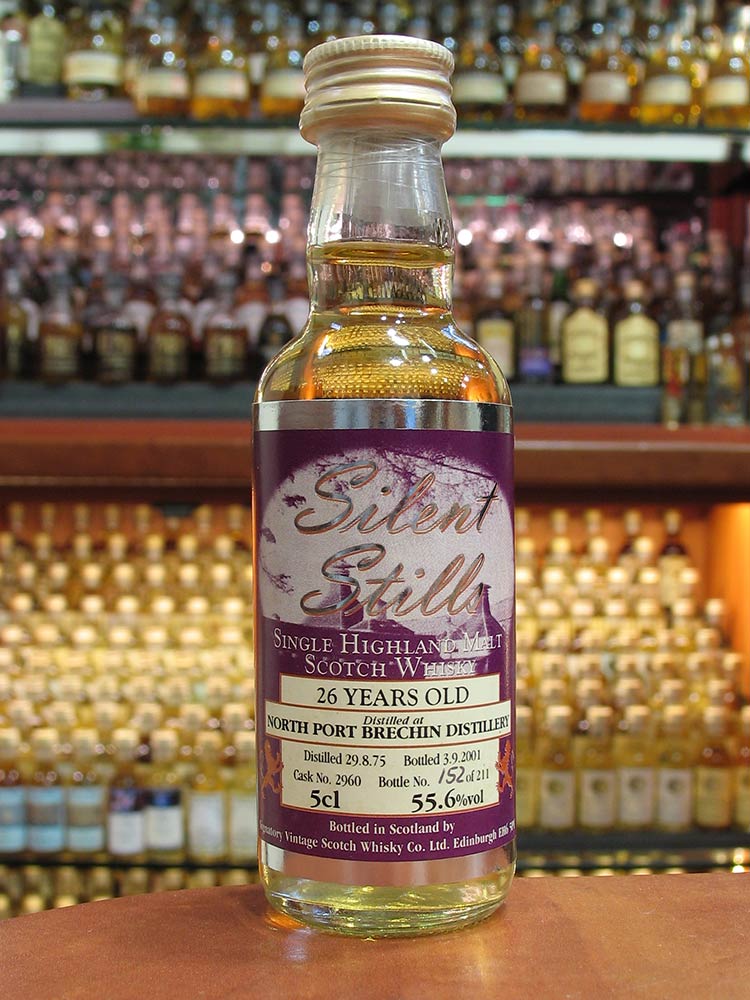 Silent
Stills
SINGLE HIGHLAND MALT
SCOTCH WHISKY
26 YEARS OLD
Distilled at
NORTH PORT BRECHIN DISTILLERY
Distilled 29.8.75 Bottled 3.9.2001
Cask No. 2960 Bottle No. 152 of 211
5cl 55.6%vol
Bottled in Scotland by
Vintage Scotch Whisky Co. Ltd. Edinburgh EH6